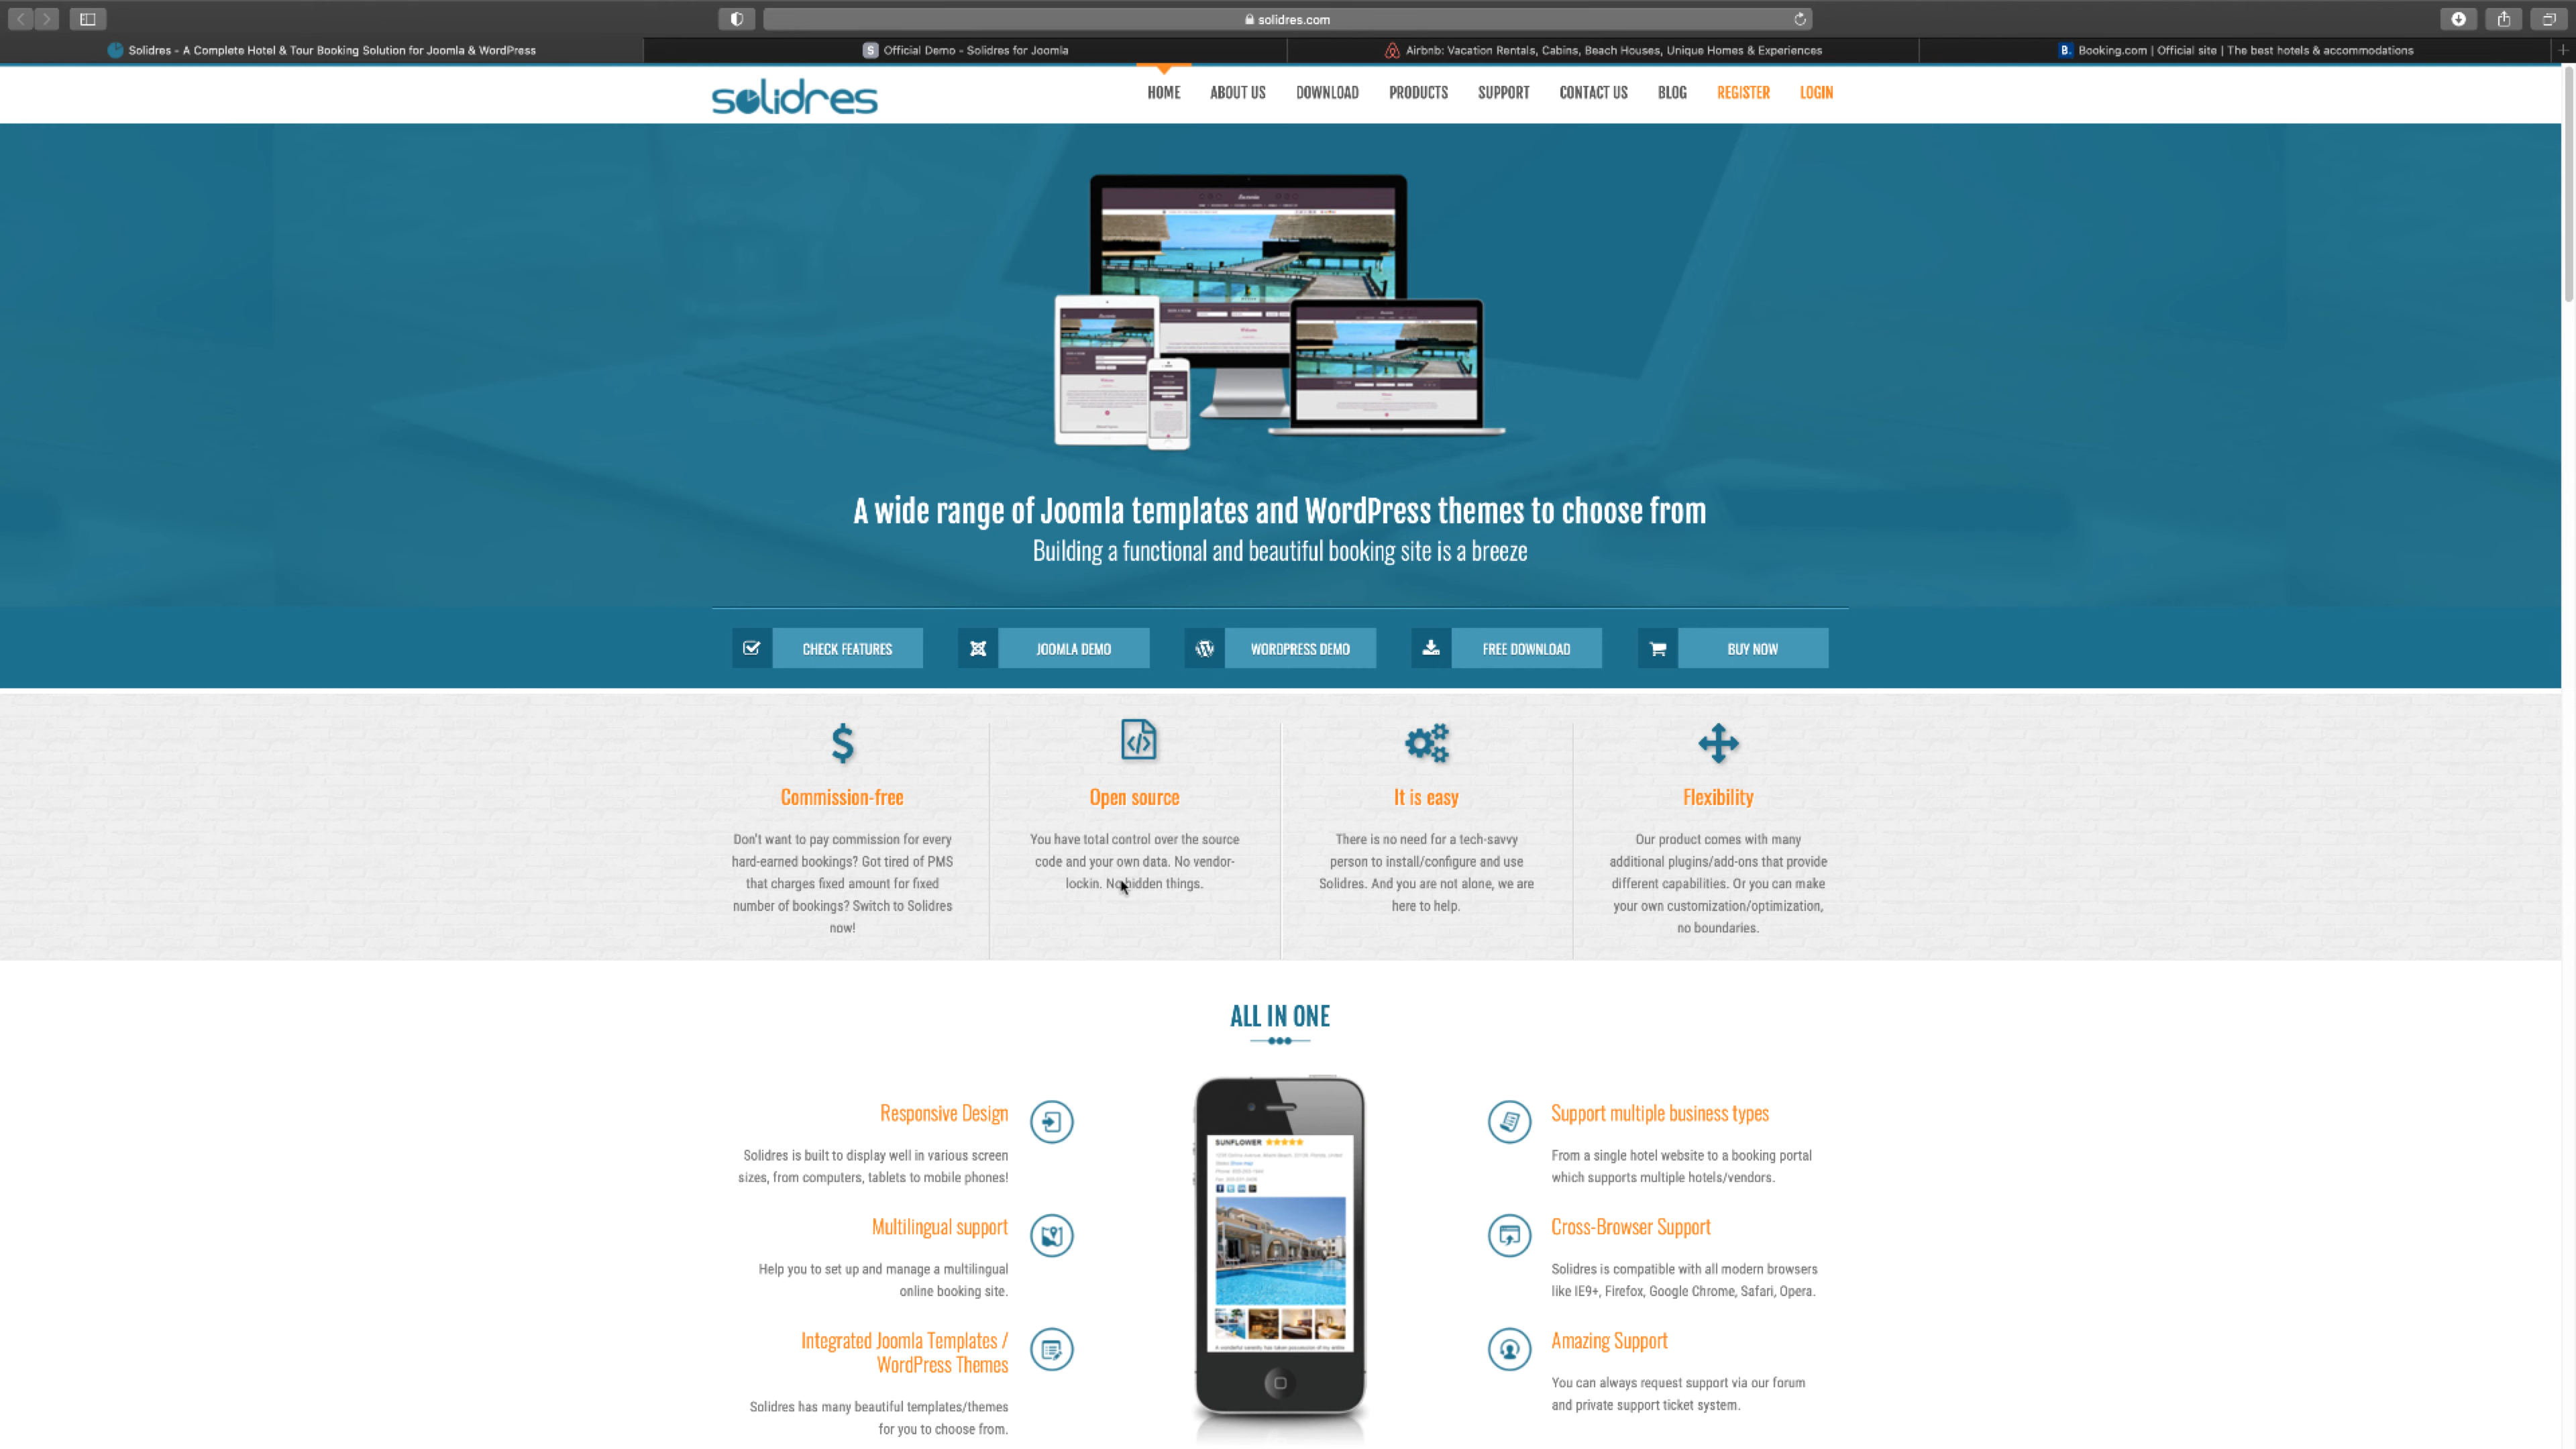 solidres.com
Solidres - A Complete Hotel & Tour Booking Solution for Joomla & WordPress
Official Demo - Solidres for Joomla
Airbnb: Vacation Rentals, Cabins, Beach Houses, Unique Homes & Experiences
Booking.com | Official site | The best hotels & accommodations
solidres
HOME ABOUT US DOWNLOAD PRODUCTS SUPPORT CONTACT US BLOG REGISTER LOGIN
A wide range of Joomla templates and WordPress themes to choose from
Building a functional and beautiful booking site is a breeze
CHECK FEATURES
JOOMLA DEMO
WORDPRESS DEMO
FREE DOWNLOAD
BUY NOW
Commission-free
Don't want to pay commission for every
hard-earned bookings? Got tired of PMS
that charges fixed amount for fixed
number of bookings? Switch to Solidres
now!
Open source
You have total control over the source
code and your own data. No vendor-
lockin. No hidden things.
It is easy
There is no need for a tech-savvy
person to install/configure and use
Solidres. And you are not alone, we are
here to help.
Flexibility
Our product comes with many
additional plugins/add-ons that provide
different capabilities. Or you can make
your own customization/optimization,
no boundaries.
ALL IN ONE
Responsive Design
Solidres is built to display well in various screen
sizes, from computers, tablets to mobile phones!
Multilingual support
Help you to set up and manage a multilingual
online booking site.
Integrated Joomla Templates /
WordPress Themes
Solidres has many beautiful templates/themes
for you to choose from.
SUNFLOWER
Support multiple business types
From a single hotel website to a booking portal
which supports multiple hotels/vendors.
Cross-Browser Support
Solidres is compatible with all modern browsers
like IE9+, Firefox, Google Chrome, Safari, Opera.
Amazing Support
You can always request support via our forum
and private support ticket system.